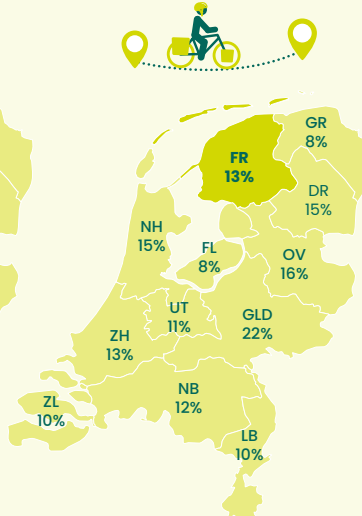 GR
8%
FR
13%
DR
15%
NH
15%
FL
8%
OV
16%
UT
11%
GLD
22%
ZH
13%
NB
12%
ZL
10%
LB
10%